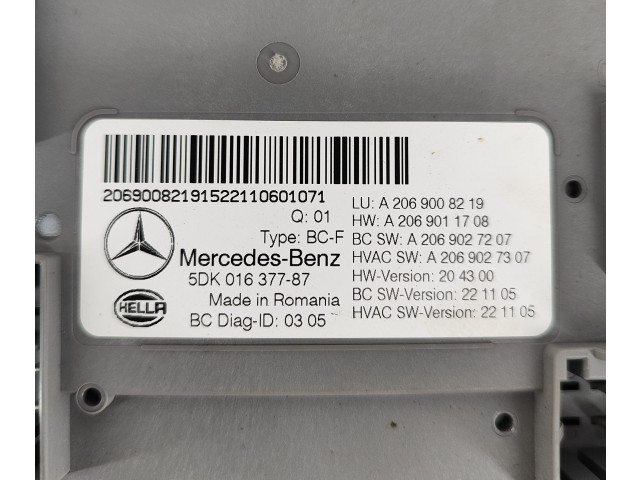 20690082191522110601071
Q: 01
Type: BC-F
Mercedes-Benz
5DK 016 377-87
Made in Romania
BC Diag-ID: 03 05
HELLA
LU: A 206 900 82 19
HW: A 206 901 17 08
BC SW: A 206 902 72 07
HVAC SW: A 206 902 73 07
HW-Version: 20 43 00
BC SW-Version: 22 11 05
HVAC SW-Version: 22 11 05